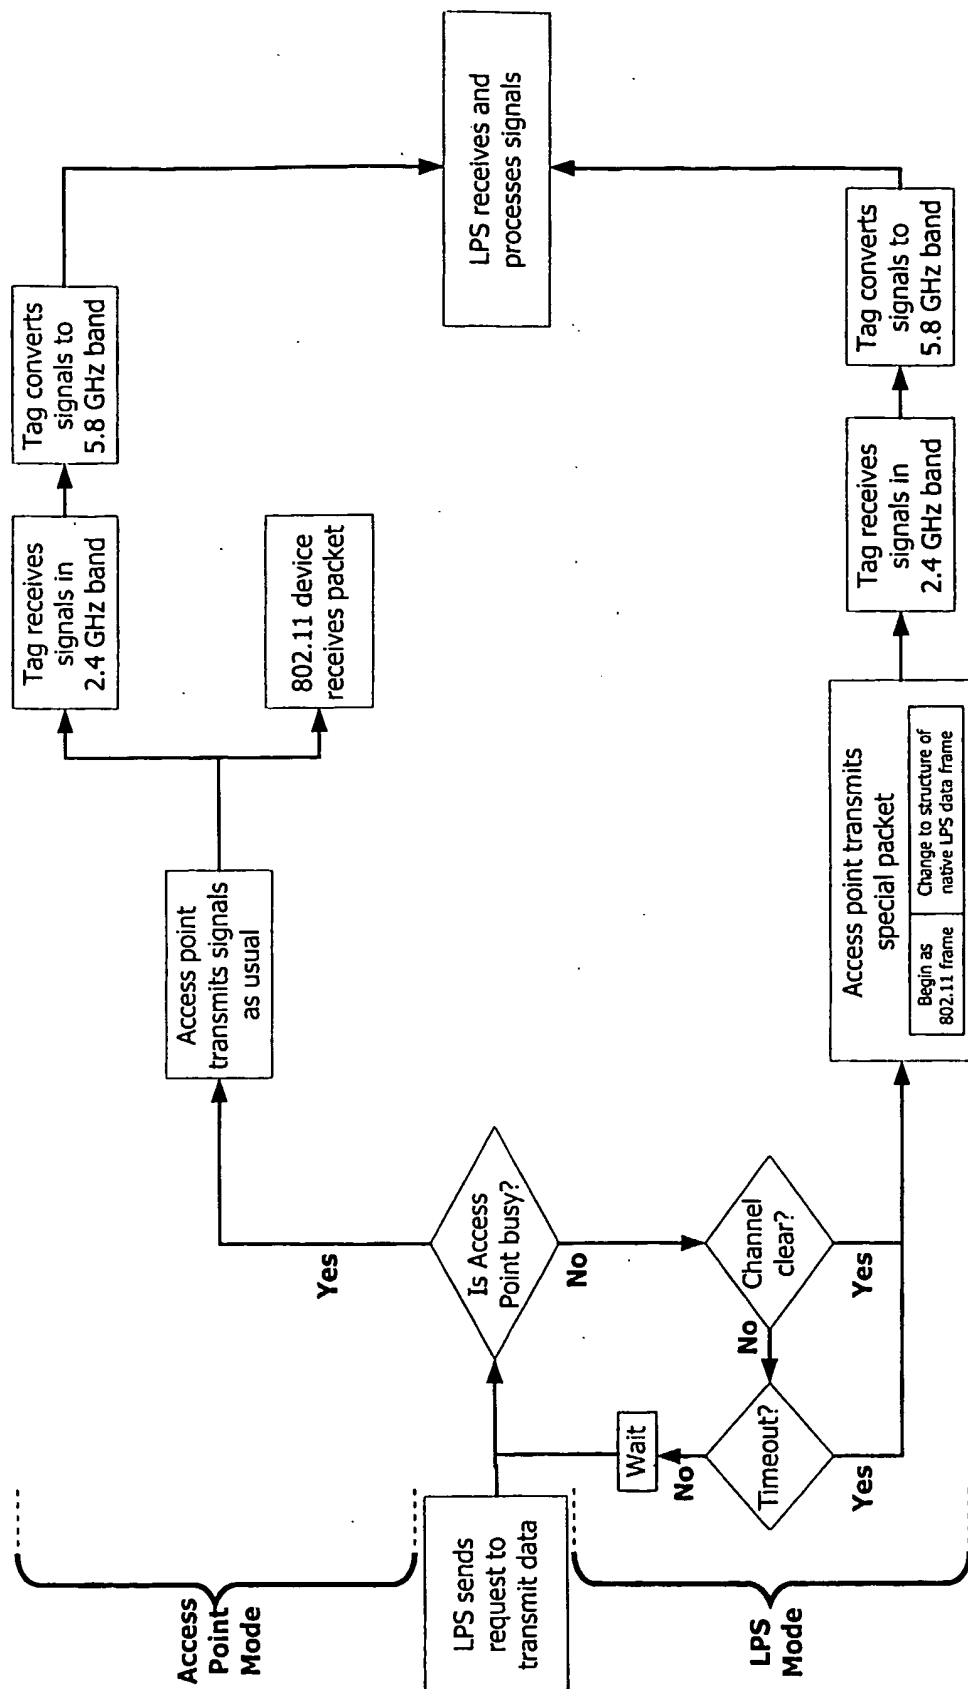 Access
Point
Mode
LPS sends
request to
transmit data
LPS
Mode
Wait
No
Timeout?
Yes
No
Is Access
Point busy?
Yes
No
Channel
clear?
Yes
Access point
transmits signals
as usual
Access point transmits
special packet
Begin as
802.11 frame
Change to structure of
native LPS data frame
Tag receives
signals in
2.4 GHz band
802.11 device
receives packet
Tag receives
signals in
2.4 GHz band
Tag converts
signals to
5.8 GHz band
Tag converts
signals to
5.8 GHz band
LPS receives and
processes signals